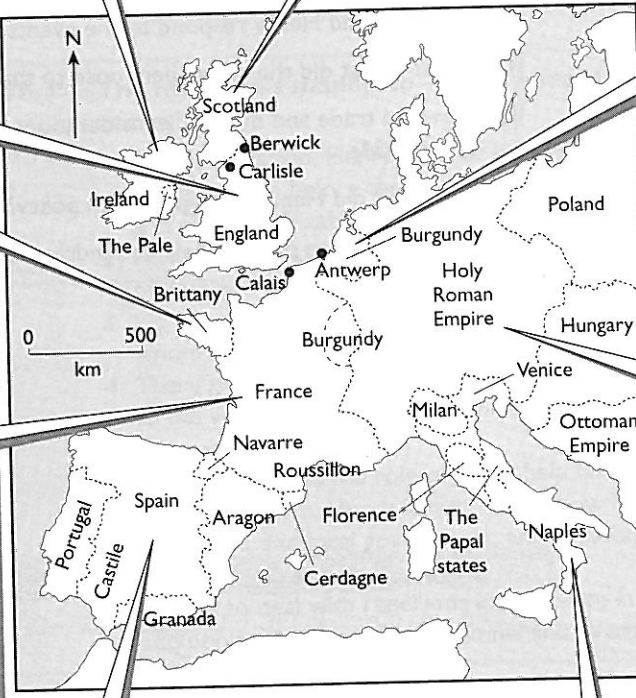 N
Scotland
Berwick
Carlisle
Ireland
The Pale
England
Poland
Burgundy
Antwerp
Calais
Brittany
Holy
Roman
Empire
0 500
km
Burgundy
Hungary
Venice
France
Milan
Ottoman
Empire
Navarre
Roussillon
Spain
Aragon
Portugal
Castile
Florence
The
Papal
states
Naples
Cerdagne
Granada